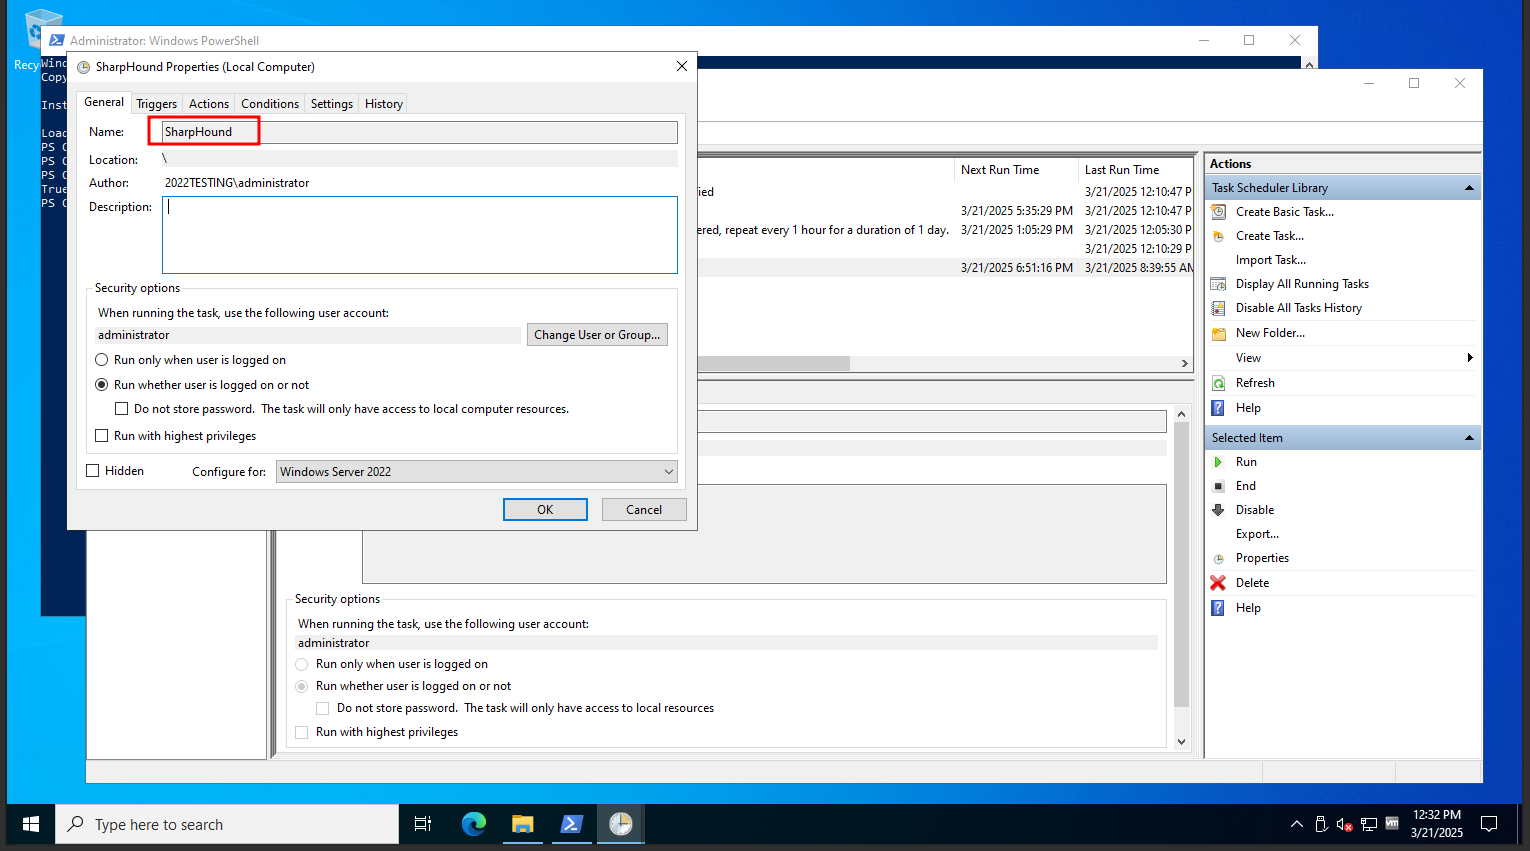 Recy
Administrator: Windows PowerShell
Wind
Copy
Inst
Load
PS C
PS C
PS C
True
PS C
SharpHound Properties (Local Computer)
General Triggers Actions Conditions Settings History
Name: SharpHound
Location: \
Author: 2022TESTING\administrator
Description:
Security options
When running the task, use the following user account:
administrator
Change User or Group...
Run only when user is logged on
Run whether user is logged on or not
Do not store password. The task will only have access to local computer resources.
Run with highest privileges
Hidden
Configure for: Windows Server 2022
OK Cancel
Next Run Time Last Run Time
ied 3/21/2025 12:10:47 P
3/21/2025 5:35:29 PM 3/21/2025 12:10:47 P
ered, repeat every 1 hour for a duration of 1 day. 3/21/2025 1:05:29 PM 3/21/2025 12:05:30 P
3/21/2025 12:10:29 P
3/21/2025 6:51:16 PM 3/21/2025 8:39:55 AM
Security options
When running the task, use the following user account:
administrator
Run only when user is logged on
Run whether user is logged on or not
Do not store password. The task will only have access to local resources
Run with highest privileges
Actions
Task Scheduler Library
Create Basic Task...
Create Task...
Import Task...
Display All Running Tasks
Disable All Tasks History
New Folder...
View
Refresh
Help
Selected Item
Run
End
Disable
Export...
Properties
Delete
Help
Type here to search
vm
12:32 PM
3/21/2025